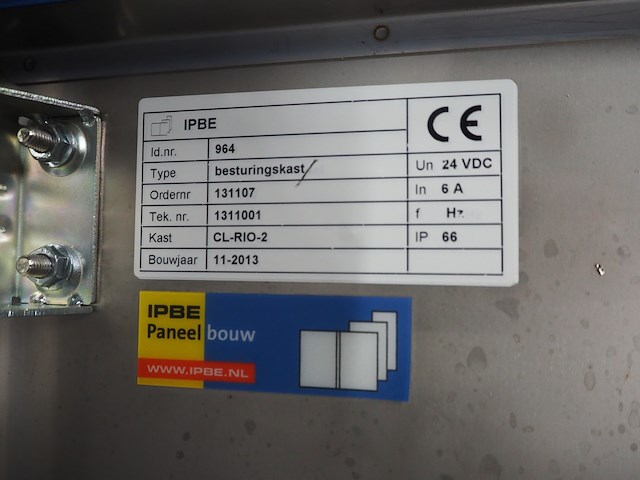 IPBE
CE
Id.nr. 964
Type besturingskast
Un 24 VDC
Ordernr 131107
In 6 A
Tek. nr. 1311001
f Hz
Kast CL-RIO-2
IP 66
Bouwjaar 11-2013
IPBE
Paneel bouw
WWW.IPBE.NL